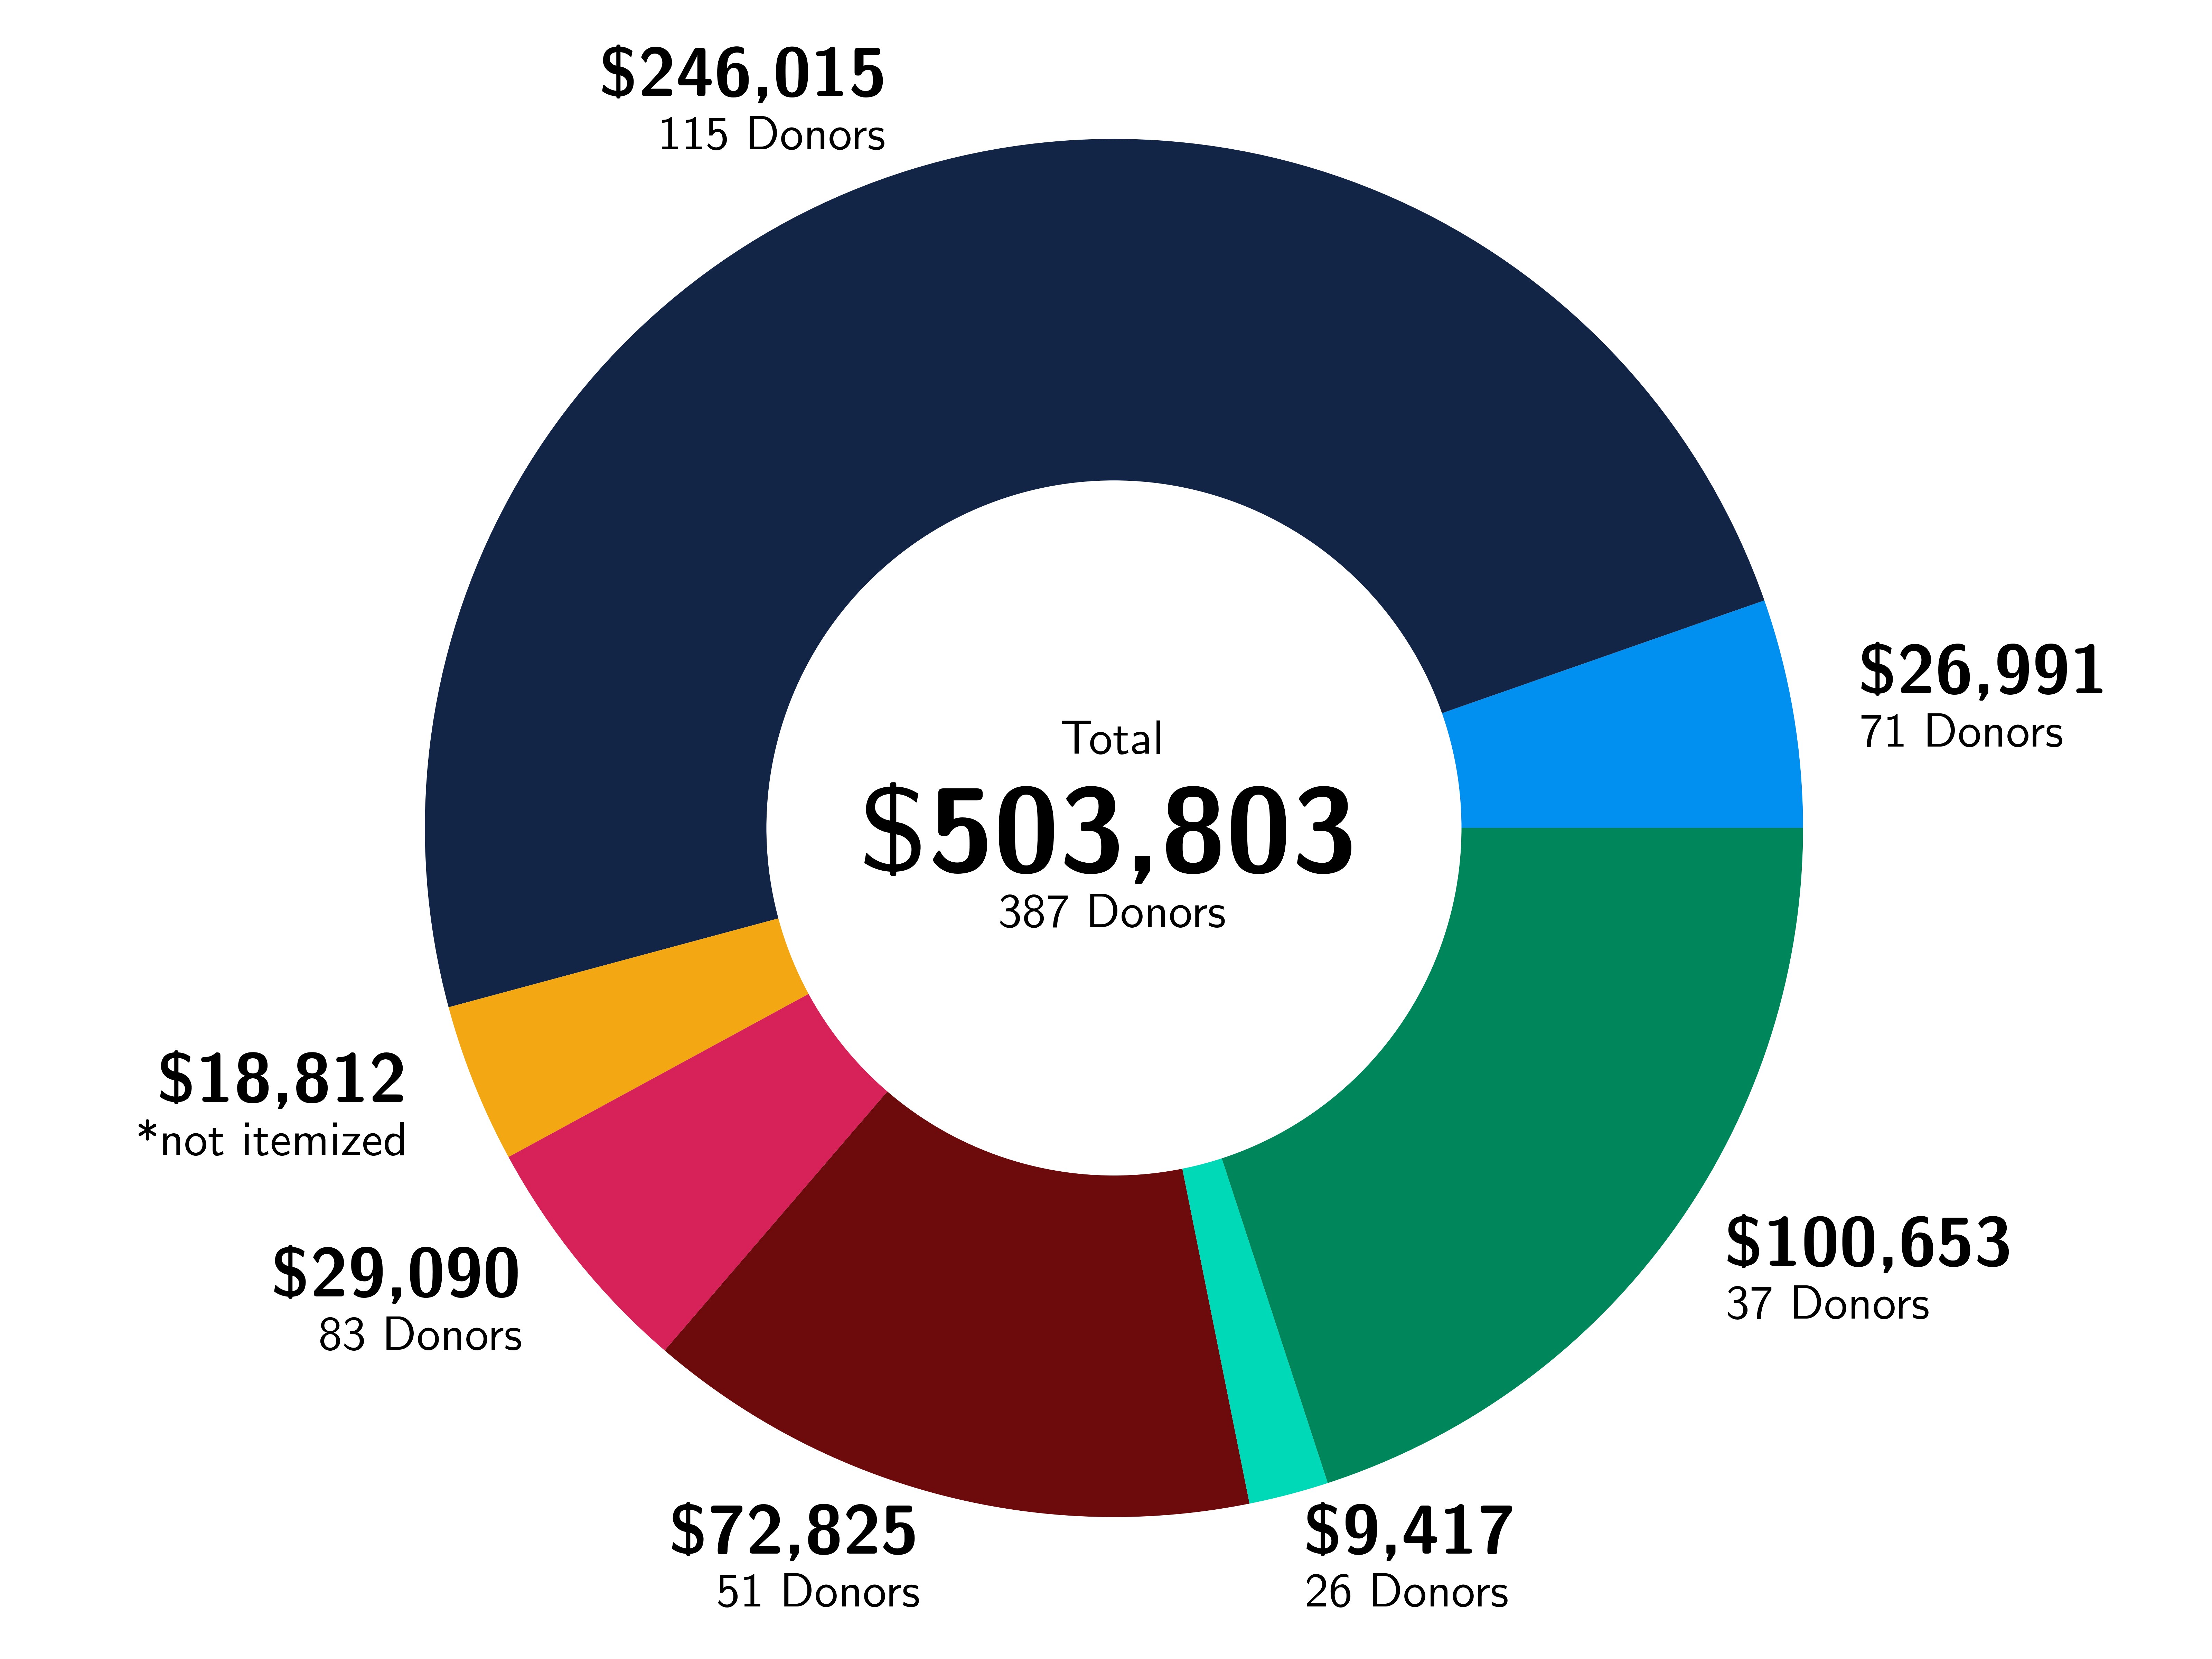 $246,015
115 Donors
$26,991
71 Donors
Total
$503,803
387 Donors
$18,812
*not itemized
$100,653
37 Donors
$29,090
83 Donors
$72,825
51 Donors
$9,417
26 Donors